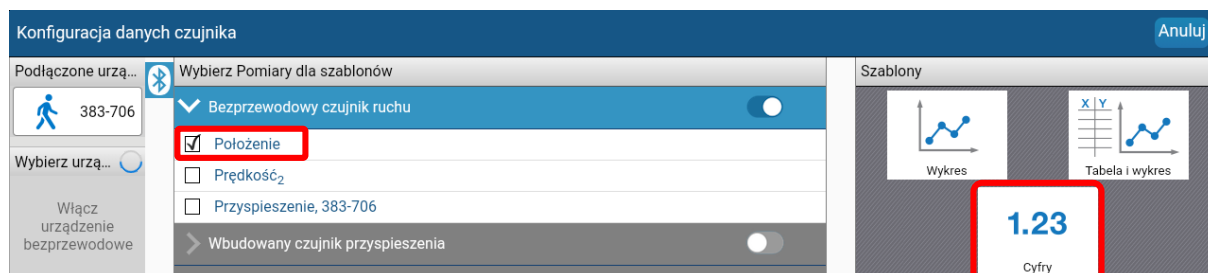 Konfiguracja danych czujnika
Anuluj
Podłączone urzą...
383-706
Wybierz urzą...
Włącz
urządzenie
bezprzewodowe
Wybierz Pomiary dla szablonów
Bezprzewodowy czujnik ruchu
Położenie
Prędkość₂
Przyspieszenie, 383-706
Wbudowany czujnik przyspieszenia
Szablony
Wykres
X Y
Tabela i wykres
1.23
Cyfry